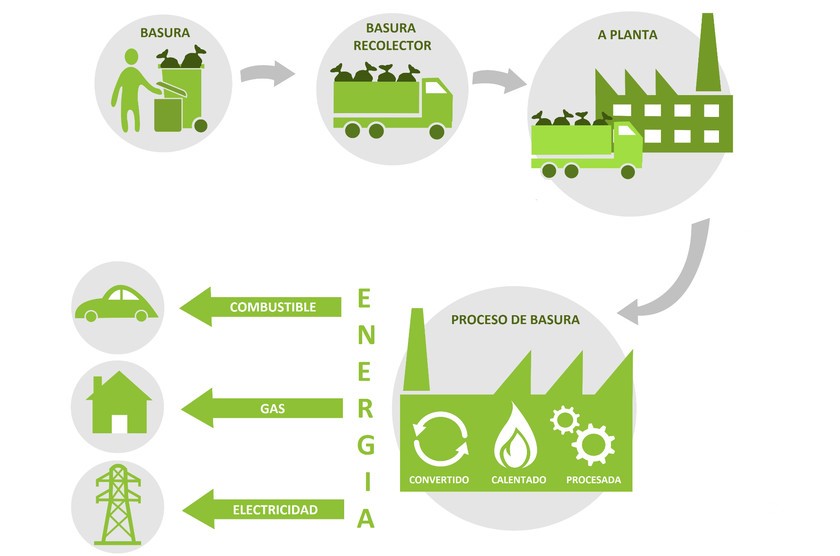 BASURA
BASURA
RECOLECTOR
A PLANTA
PROCESO DE BASURA
CONVERTIDO
CALENTADO
PROCESADA
ENERGIA
COMBUSTIBLE
GAS
ELECTRICIDAD